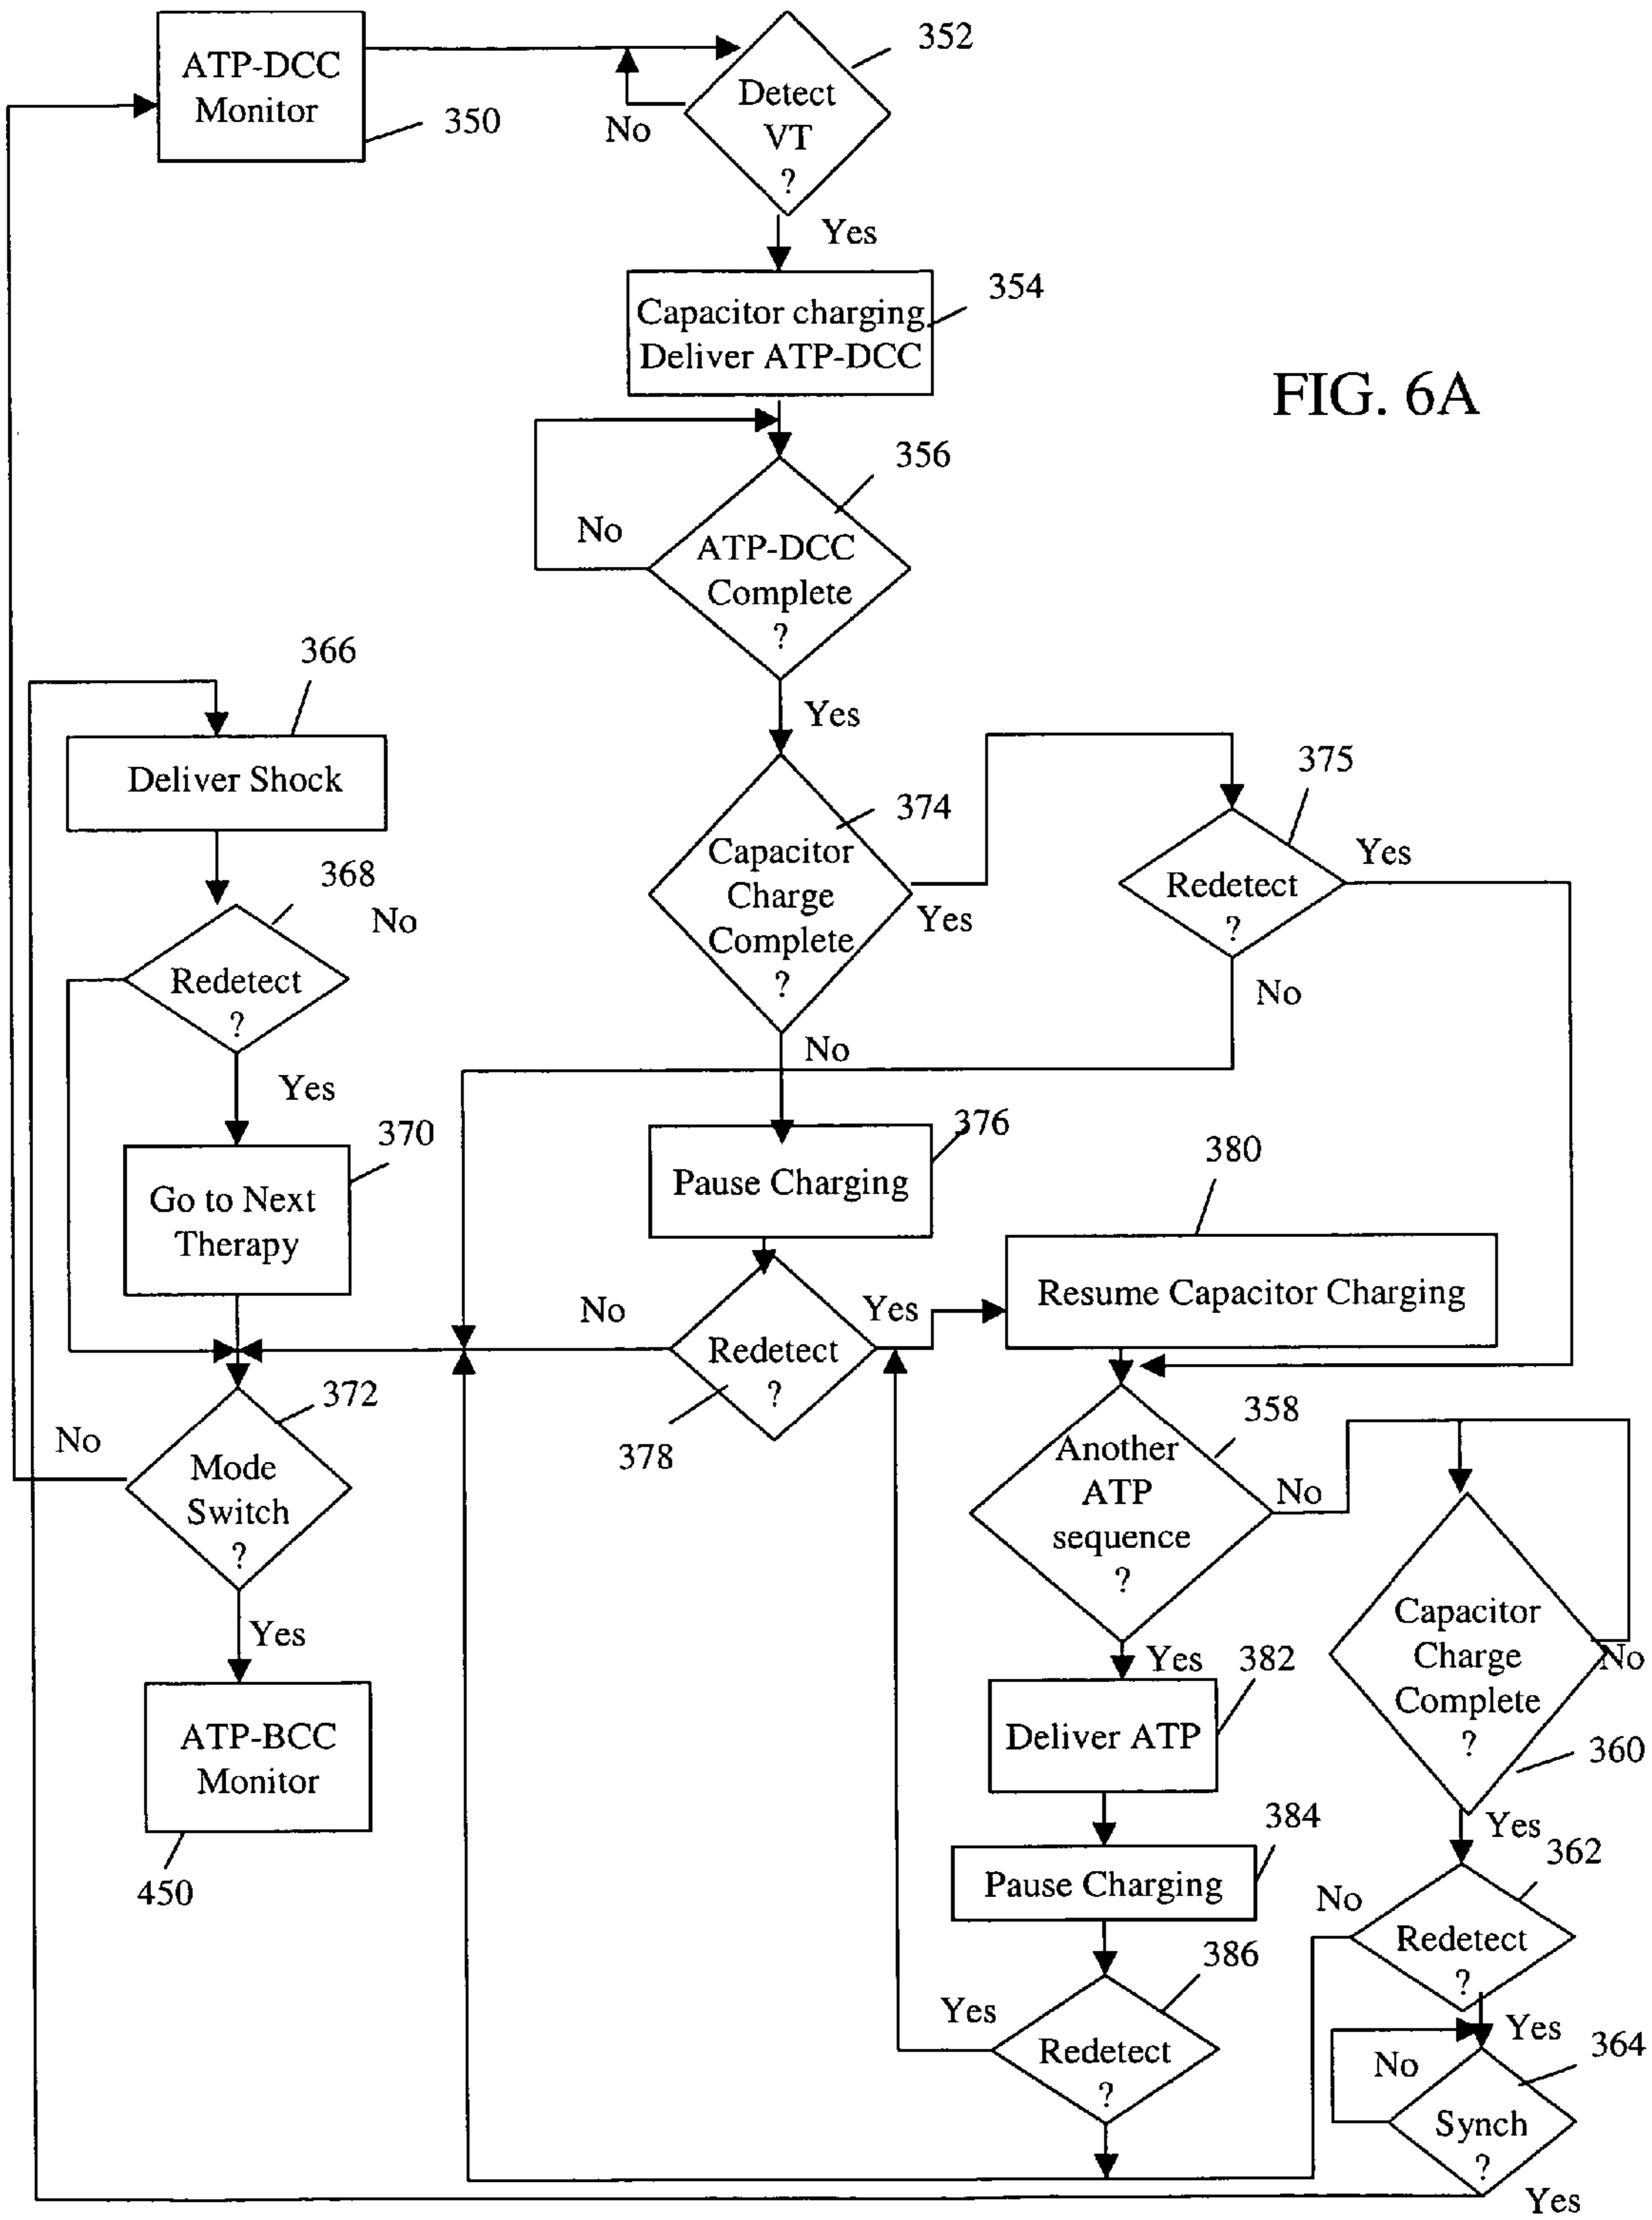 ATP-DCC
Monitor
350
352
Detect
VT
?
No
Yes
354
Capacitor charging
Deliver ATP-DCC
FIG. 6A
356
No
ATP-DCC
Complete
?
Yes
366
Deliver Shock
374
Capacitor
Charge
Complete
?
Yes
No
375
Redetect
?
Yes
No
368
No
Redetect
?
Yes
370
Go to Next
Therapy
376
Pause Charging
380
Resume Capacitor Charging
No
Yes
Redetect
?
378
372
No
Mode
Switch
?
Yes
ATP-BCC
Monitor
450
358
Another
ATP
sequence
?
No
Yes
Capacitor
Charge
Complete
?
No
360
Yes
382
Deliver ATP
384
Pause Charging
362
No
Redetect
?
Yes
386
Yes
Redetect
?
364
No
Synch
?
Yes